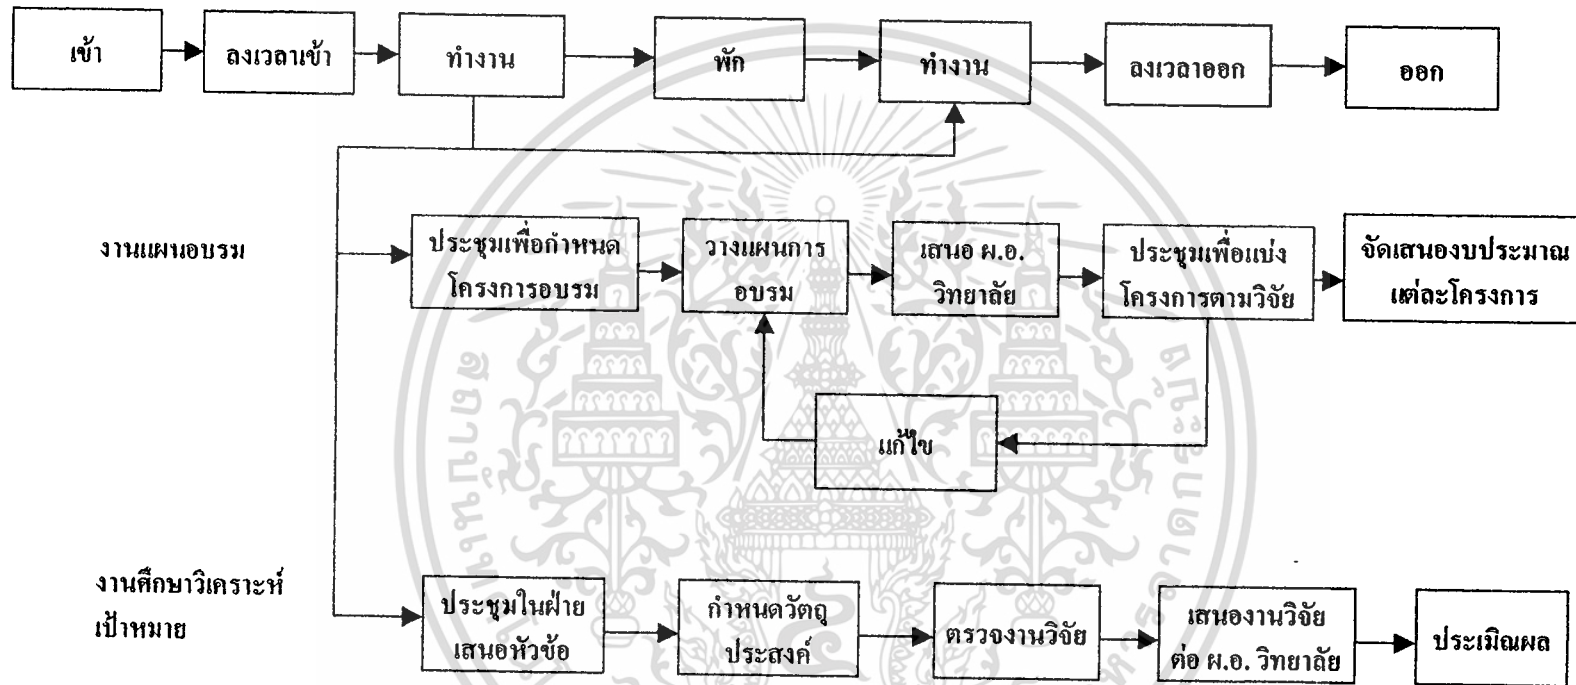 เข้า
ลงเวลาเข้า
ทำงาน
พัก
ทำงาน
ลงเวลาออก
ออก
งานแผนอบรม
ประชุมเพื่อกำหนด
โครงการอบรม
วางแผนการ
อบรม
เสนอ ผ.อ.
วิทยาลัย
ประชุมเพื่อแบ่ง
โครงการตามวิจัย
จัดเสนองบประมาณ
แต่ละโครงการ
แก้ไข
งานศึกษาวิเคราะห์
เป้าหมาย
ประชุมในฝ่าย
เสนอหัวข้อ
กำหนดวัตถุ
ประสงค์
ตรวจงานวิจัย
เสนองานวิจัย
ต่อ ผ.อ. วิทยาลัย
ประเมิณผล